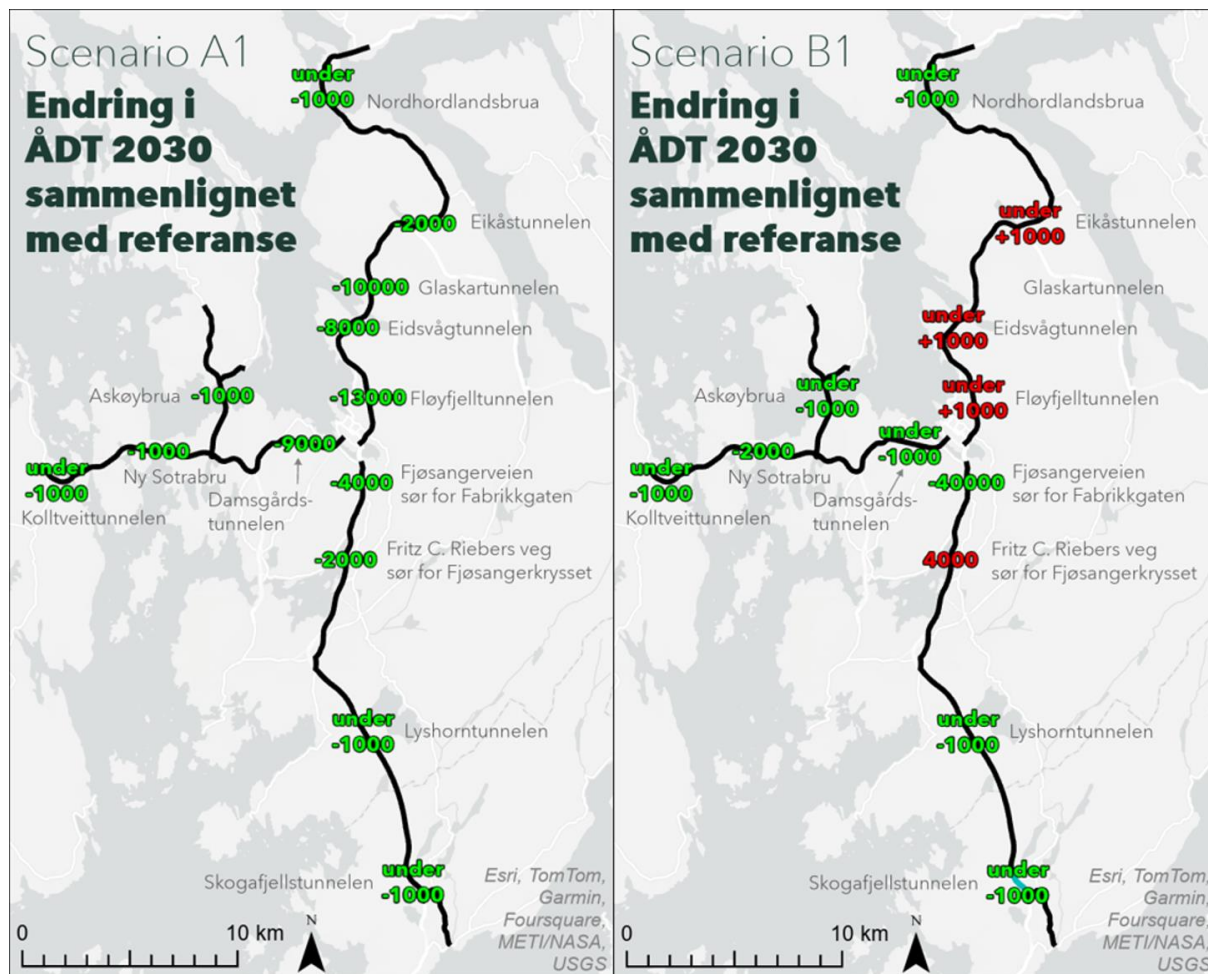 Scenario A1
Endring i
ÅDT 2030
sammenlignet
med referanse
under
-1000
Nordhordlandsbrua
-2000
Eikåstunnelen
-10000
Glaskartunnelen
-8000
Eidsvågtunnelen
Askøybrua
-1000
-13000
Fløyfjelltunnelen
under
-1000
Kolltveittunnelen
-1000
Ny Sotrabru
-9000
Damsgårds-
tunnelen
-4000
Fjøsangerveien
sør for Fabrikkgaten
-2000
Fritz C. Riebers veg
sør for Fjøsangerkrysset
under
-1000
Lyshorntunnelen
Skogafjellstunnelen
under
-1000
Esri, TomTom,
Garmin,
Foursquare,
METI/NASA,
USGS
0
10 km
N
Scenario B1
Endring i
ÅDT 2030
sammenlignet
med referanse
under
-1000
Nordhordlandsbrua
under
+1000
Eikåstunnelen
Glaskartunnelen
under
+1000
Eidsvågtunnelen
Askøybrua
under
-1000
under
+1000
Fløyfjelltunnelen
under
-1000
Kolltveittunnelen
-2000
Ny Sotrabru
under
-1000
Damsgårds-
tunnelen
-40000
Fjøsangerveien
sør for Fabrikkgaten
4000
Fritz C. Riebers veg
sør for Fjøsangerkrysset
under
-1000
Lyshorntunnelen
Skogafjellstunnelen
under
-1000
Esri, TomTom,
Garmin,
Foursquare,
METI/NASA,
USGS
0
10 km
N